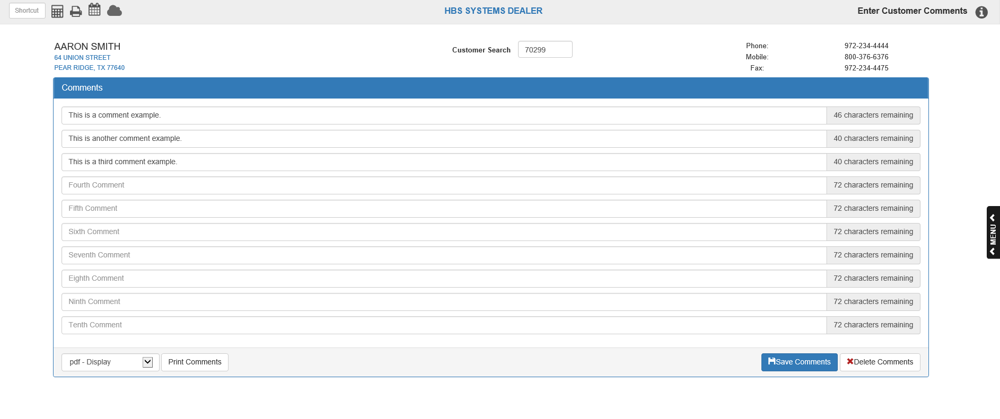 Shortcut
HBS SYSTEMS DEALER
Enter Customer Comments
AARON SMITH
64 UNION STREET
PEAR RIDGE, TX 77640
Customer Search 70299
Phone: 972-234-4444
Mobile: 800-376-6376
Fax: 972-234-4475
Comments
This is a comment example. 46 characters remaining
This is another comment example. 40 characters remaining
This is a third comment example. 40 characters remaining
Fourth Comment 72 characters remaining
Fifth Comment 72 characters remaining
Sixth Comment 72 characters remaining
Seventh Comment 72 characters remaining
Eighth Comment 72 characters remaining
Ninth Comment 72 characters remaining
Tenth Comment 72 characters remaining
MENU
pdf - Display Print Comments Save Comments Delete Comments